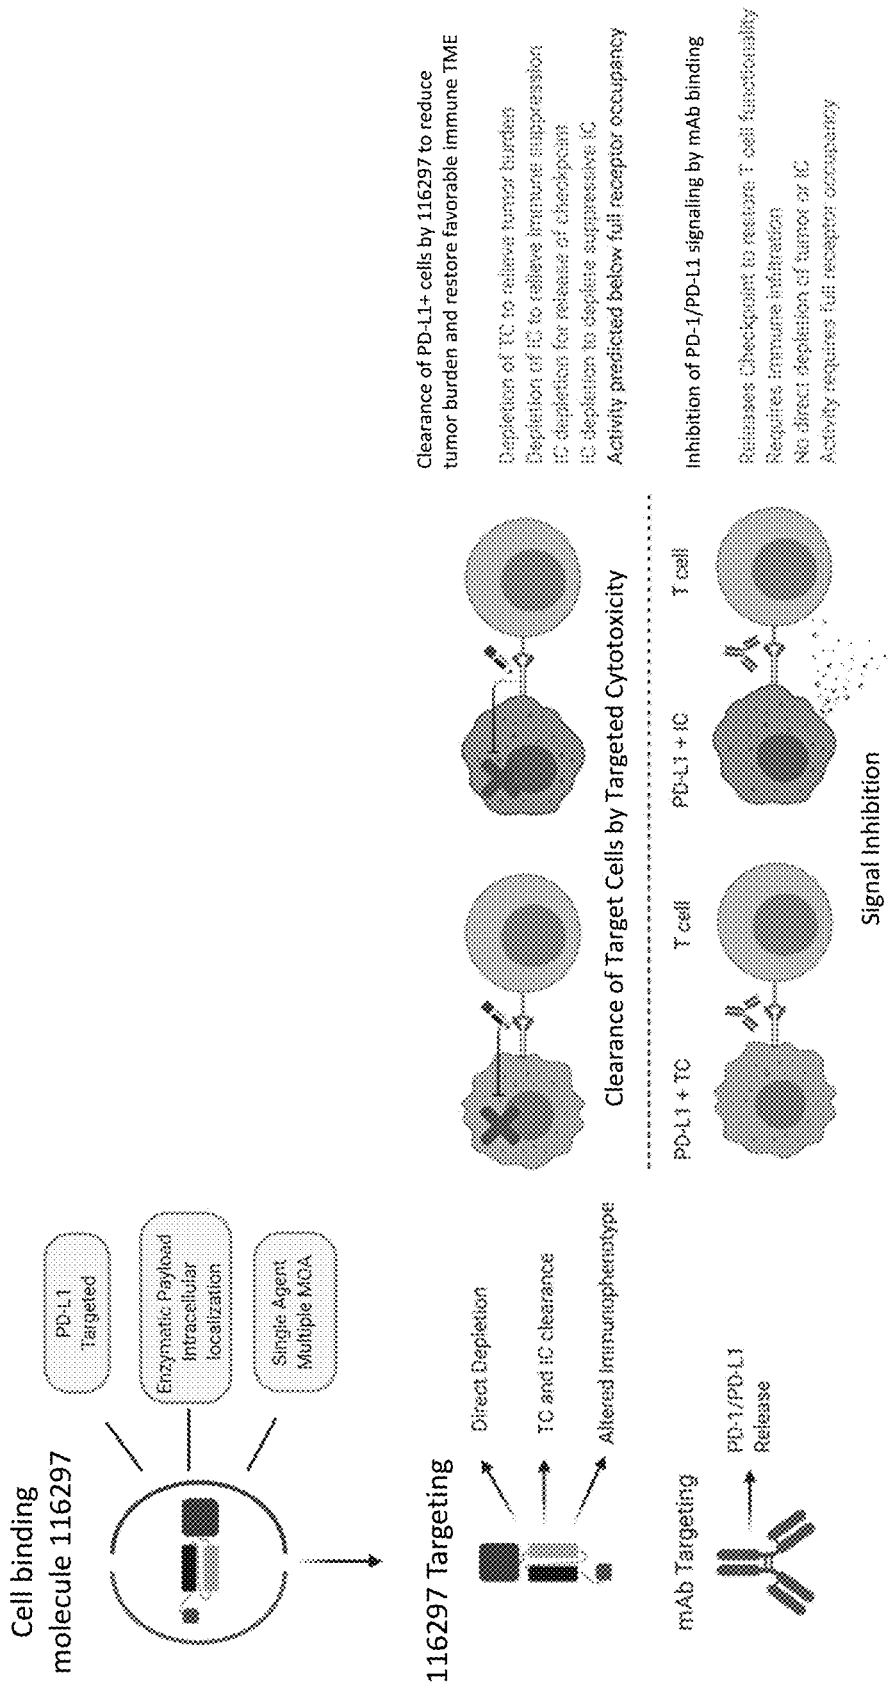 Cell binding
molecule 116297
PD-L1
Targeted
Enzymatic Payload
Intracellular
localization
Single Agent
Multiple MOA
116297 Targeting
Direct Depletion
TC and IC clearance
Altered Immunophenotype
Clearance of Target Cells by Targeted Cytotoxicity
Clearance of PD-L1+ cells by 116297 to reduce
tumor burden and restore favorable immune TME
Depletion of TC to relieve tumor burden
Depletion of IC to relieve immune suppression
IC depletion for release of checkpoint
IC depletion to deplete suppressive IC
Activity predicted below full receptor occupancy
mAb Targeting
PD-1/PD-L1
Release
PD-L1 + TC
T cell
PD-L1 + IC
T cell
Signal Inhibition
Inhibition of PD-1/PD-L1 signaling by mAb binding
Releases Checkpoint to restore T cell functionality
Requires immune infiltration
No direct depletion of tumor or IC
Activity requires full receptor occupancy